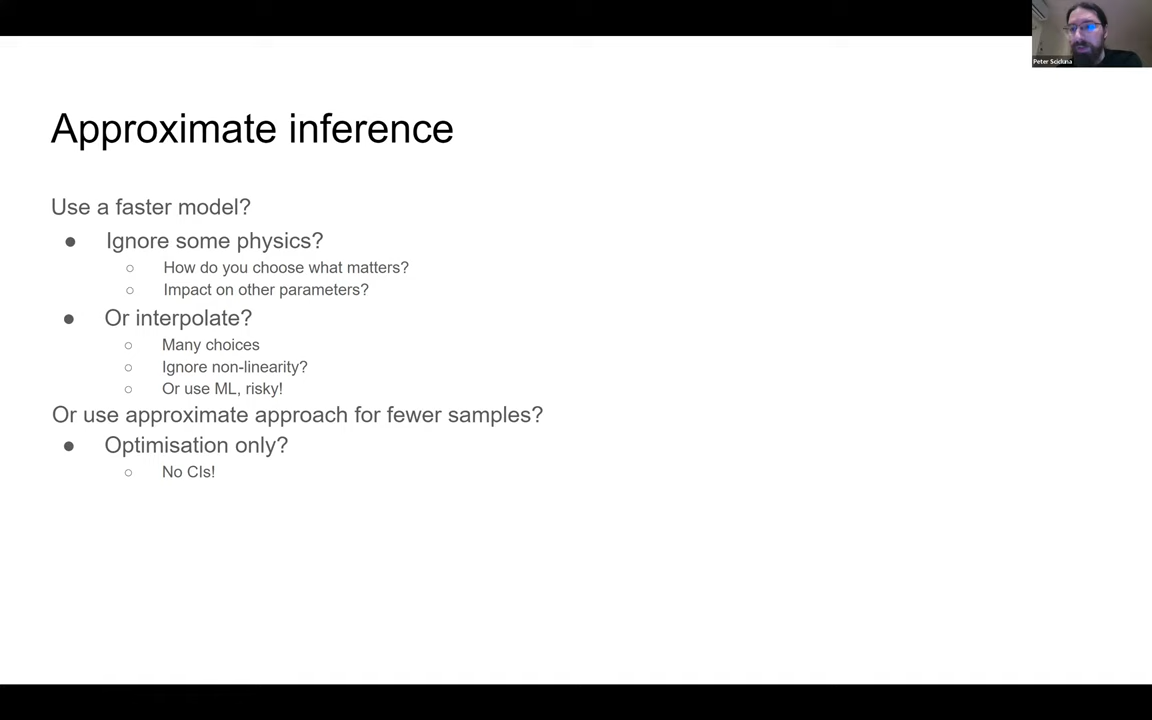 Peter Scicluna
Approximate inference
Use a faster model?
● Ignore some physics?
○ How do you choose what matters?
○ Impact on other parameters?
● Or interpolate?
○ Many choices
○ Ignore non-linearity?
○ Or use ML, risky!
Or use approximate approach for fewer samples?
● Optimisation only?
○ No CIs!